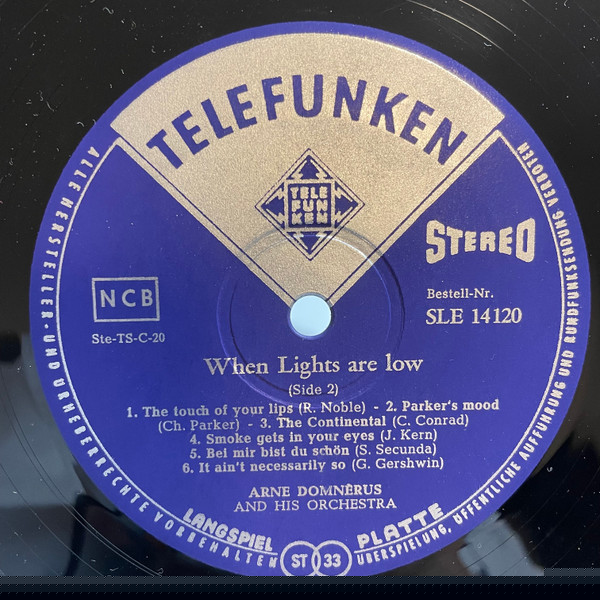 TELEFUNKEN
TELE
FUN
KEN
STEREO
NCB
Ste-TS-C-20
Bestell-Nr.
SLE 14120
When Lights are low
(Side 2)
1. The touch of your lips (R. Noble) - 2. Parker's mood
(Ch. Parker) - 3. The Continental (C. Conrad)
4. Smoke gets in your eyes (J. Kern)
5. Bei mir bist du schön (S. Secunda)
6. It ain't necessarily so (G. Gershwin)
ARNE DOMNÉRUS
AND HIS ORCHESTRA
LANGSPIEL PLATTE
ST 33
ALLE HERSTELLER- UND URHEBERRECHTE VORBEHALTEN
ÜBERSPIELUNG, ÖFFENTLICHE AUFFÜHRUNG UND RUNDFUNKSENDUNG VERBOTEN